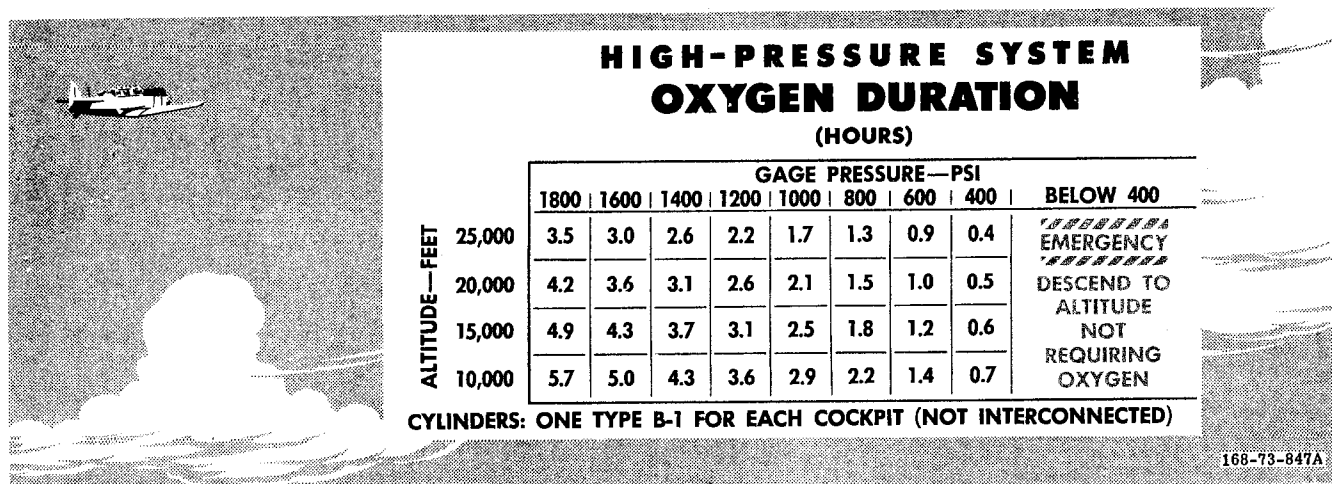 HIGH-PRESSURE SYSTEM
OXYGEN DURATION
(HOURS)
GAGE PRESSURE—PSI
1800 | 1600 | 1400 | 1200 | 1000 | 800 | 600 | 400 | BELOW 400
ALTITUDE—FEET
25,000 3.5 3.0 2.6 2.2 1.7 1.3 0.9 0.4
EMERGENCY
20,000 4.2 3.6 3.1 2.6 2.1 1.5 1.0 0.5 DESCEND TO
ALTITUDE
15,000 4.9 4.3 3.7 3.1 2.5 1.8 1.2 0.6 NOT
REQUIRING
10,000 5.7 5.0 4.3 3.6 2.9 2.2 1.4 0.7 OXYGEN
CYLINDERS: ONE TYPE B-1 FOR EACH COCKPIT (NOT INTERCONNECTED)
168-73-847A